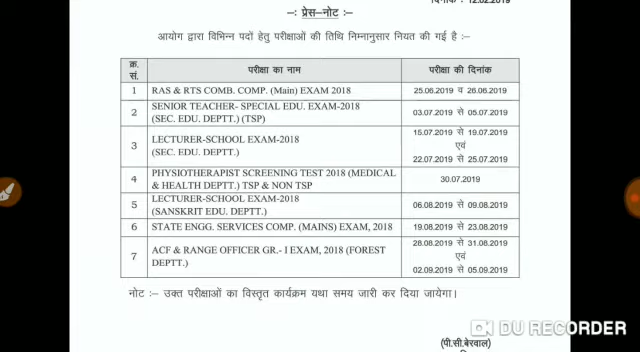 दिनांक : 12.02.2019
–: प्रेस–नोट :–
आयोग द्वारा विभिन्न पदों हेतु परीक्षाओं की तिथि निम्नानुसार नियत की गई है :–
क्र. सं. परीक्षा का नाम परीक्षा की दिनांक
1 RAS & RTS COMB. COMP. (Main) EXAM 2018 25.06.2019 व 26.06.2019
2 SENIOR TEACHER- SPECIAL EDU. EXAM-2018 03.07.2019 से 05.07.2019
(SEC. EDU. DEPTT.) (TSP)
3 LECTURER-SCHOOL EXAM-2018 15.07.2019 से 19.07.2019
(SEC. EDU. DEPTT.) एवं
22.07.2019 से 25.07.2019
4 PHYSIOTHERAPIST SCREENING TEST 2018 (MEDICAL 30.07.2019
& HEALTH DEPTT.) TSP & NON TSP
5 LECTURER-SCHOOL EXAM-2018 06.08.2019 से 09.08.2019
(SANSKRIT EDU. DEPTT.)
6 STATE ENGG. SERVICES COMP. (MAINS) EXAM, 2018 19.08.2019 से 23.08.2019
7 ACF & RANGE OFFICER GR.- I EXAM, 2018 (FOREST 28.08.2019 से 31.08.2019
DEPTT.) एवं
02.09.2019 से 05.09.2019
नोट :– उक्त परीक्षाओं का विस्तृत कार्यक्रम यथा समय जारी कर दिया जायेगा।
DU RECORDER
(पी.सी.बेरवाल)